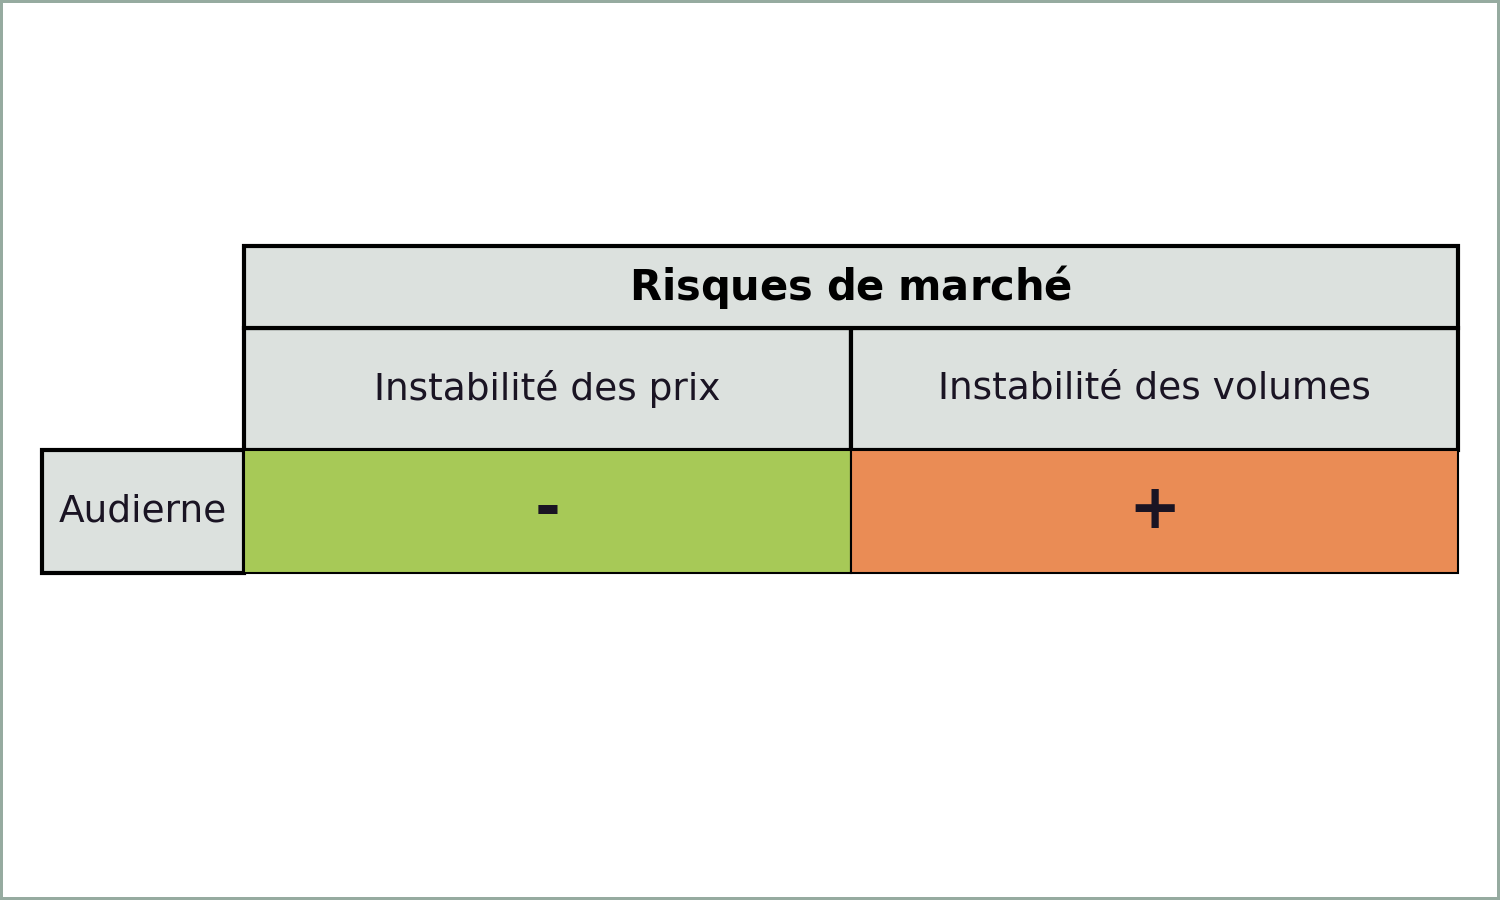 Risques de marché
Instabilité des prix
Instabilité des volumes
Audierne
-
+